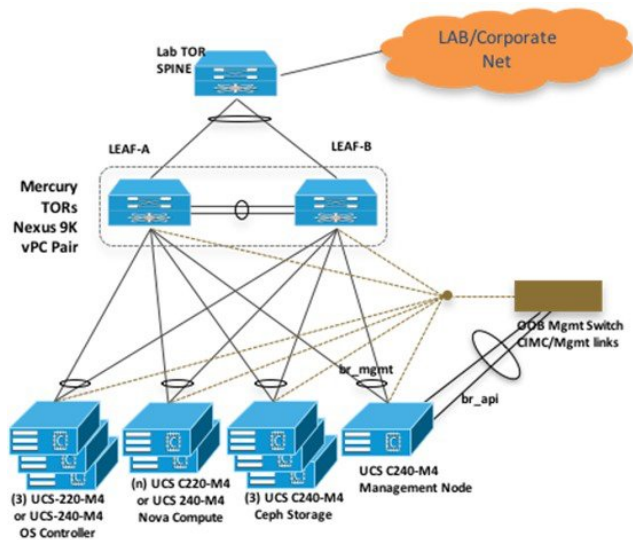 Lab TOR
SPINE
LAB/Corporate
Net
LEAF-A
LEAF-B
Mercury
TORs
Nexus 9K
vPC Pair
OOB Mgmt Switch
CIMC/Mgmt links
br_mgmt
br_api
(3) UCS-220-M4
or UCS-240-M4
OS Controller
(n) UCS C220-M4
or UCS 240-M4
Nova Compute
(3) UCS C240-M4
Ceph Storage
UCS C240-M4
Management Node